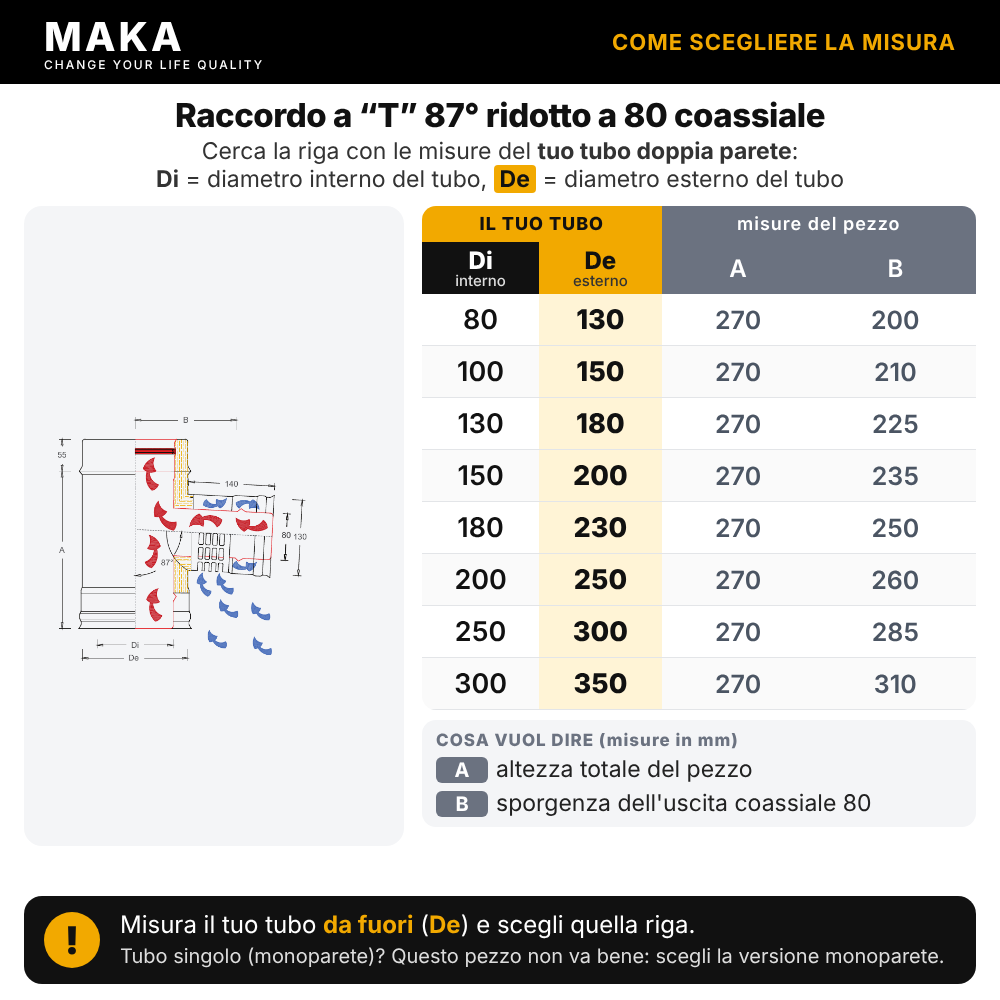 MAKA
CHANGE YOUR LIFE QUALITY
COME SCEGLIERE LA MISURA
Raccordo a “T” 87° ridotto a 80 coassiale
Cerca la riga con le misure del tuo tubo doppia parete:
Di = diametro interno del tubo, De = diametro esterno del tubo
B
55
140
A
80 130
87°
Di
De
IL TUO TUBO misure del pezzo
Di De A B
interno esterno
80 130 270 200
100 150 270 210
130 180 270 225
150 200 270 235
180 230 270 250
200 250 270 260
250 300 270 285
300 350 270 310
COSA VUOL DIRE (misure in mm)
A altezza totale del pezzo
B sporgenza dell'uscita coassiale 80
! Misura il tuo tubo da fuori (De) e scegli quella riga.
Tubo singolo (monoparete)? Questo pezzo non va bene: scegli la versione monoparete.